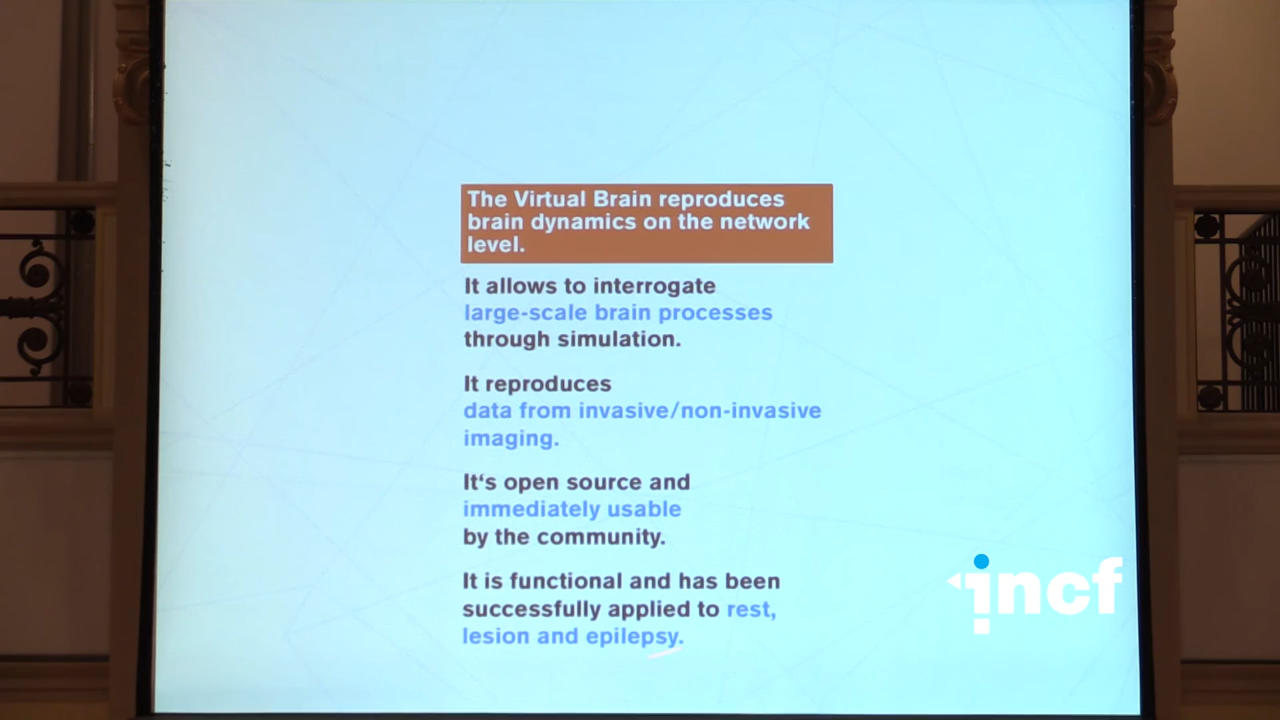 The Virtual Brain reproduces
brain dynamics on the network
level.
It allows to interrogate
large-scale brain processes
through simulation.
It reproduces
data from invasive/non-invasive
imaging.
It‘s open source and
immediately usable
by the community.
It is functional and has been
successfully applied to rest,
lesion and epilepsy.
incf